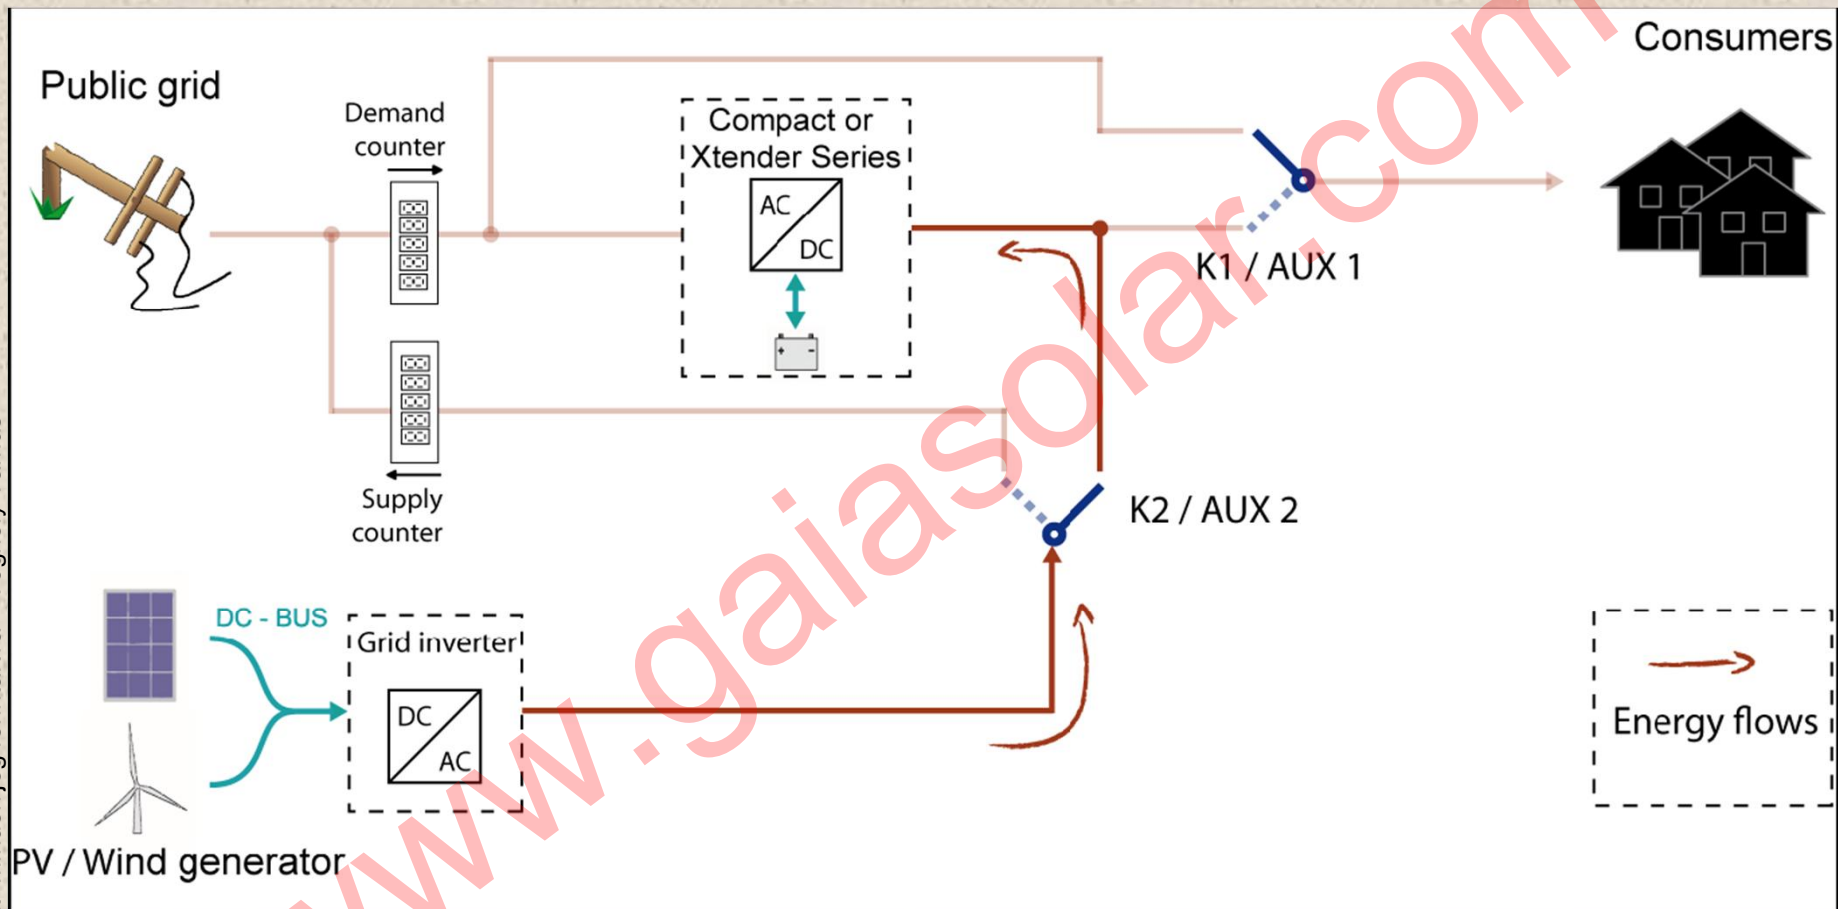 Public grid
Demand
counter
Compact or
Xtender Series
AC
DC
+ -
Consumers
K1 / AUX 1
Supply
counter
K2 / AUX 2
DC - BUS
Grid inverter
DC
AC
PV / Wind generator
Energy flows
www.gaiasolar.com